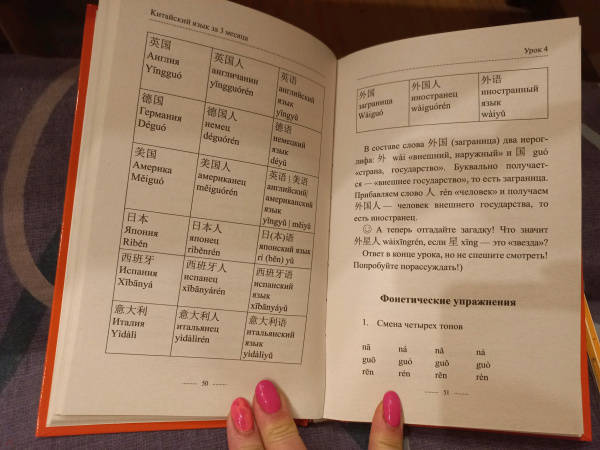 Китайский язык за 3 месяца
英国
Англия
Yīngguó
英国人
англичанин
yīngguórén
英语
английский
язык
yīngyǔ
德国
Германия
Déguó
德国人
немец
déguórén
德语
немецкий
язык
déyǔ
美国
Америка
Měiguó
美国人
американец
měiguórén
英语|美语
английский|
американский
язык
yīngyǔ|měiyǔ
日本
Япония
Rìběn
日本人
японец
rìběnrén
日(本)语
японский язык
rì (běn) yǔ
西班牙
Испания
Xībānyá
西班牙人
испанец
xībānyárén
西班牙语
испанский
язык
xībānyáyǔ
意大利
Италия
Yìdàlì
意大利人
итальянец
yìdàlìrén
意大利语
итальянский
язык
yìdàlìyǔ
50
Урок 4
外国
заграница
Wàiguó
外国人
иностранец
wàiguórén
外语
иностранный
язык
wàiyǔ
В составе слова 外国 (заграница) два иерог-
лифа: 外 wài «внешний, наружный» и 国 guó
«страна, государство». Буквально получает-
ся — «внешнее государство», то есть заграница.
Прибавляем слово 人 rén «человек» и получаем
外国人 — человек внешнего государства, то
есть иностранец.
☺ А теперь отгадайте загадку! Что значит
外星人 wàixīngrén, если 星 xīng — это «звезда»?
Ответ в конце урока, но не спешите смотреть!
Попробуйте порассуждать!)
Фонетические упражнения
1. Смена четырех тонов
nā ná nǎ nà
guō guó guǒ guò
rēn rén rěn rèn
51